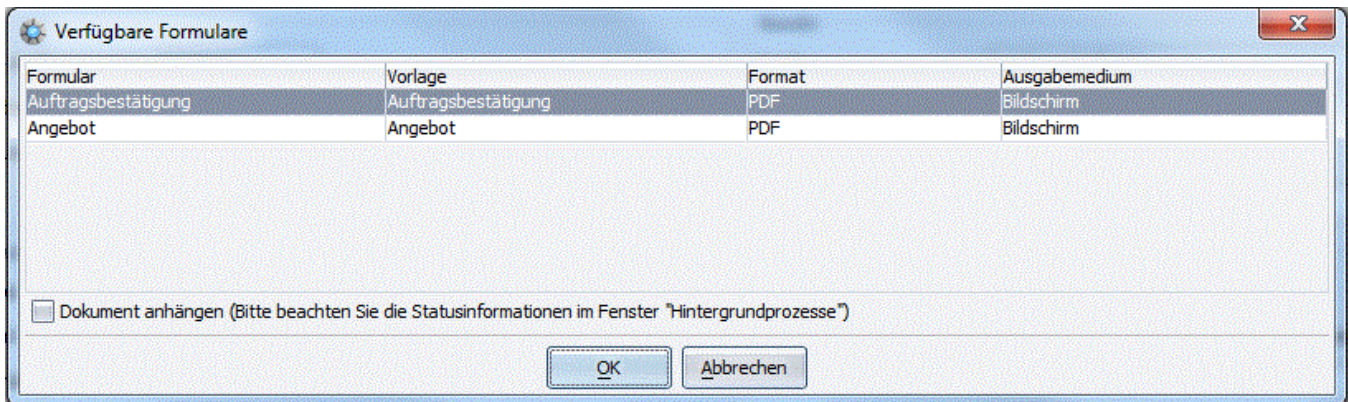 Verfügbare Formulare
Formular Vorlage Format Ausgabemedium
Auftragsbestätigung Auftragsbestätigung PDF Bildschirm
Angebot Angebot PDF Bildschirm
Dokument anhängen (Bitte beachten Sie die Statusinformationen im Fenster "Hintergrundprozesse")
OK Abbrechen